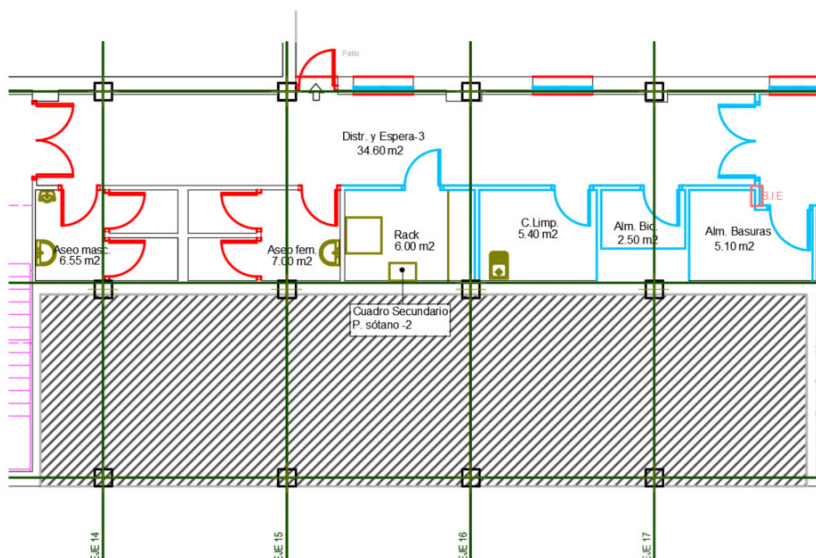 Patio
Distr. y Espera-3
34.60 m2
B.I.E
Aseo masc.
6.55 m2
Aseo fem.
7.00 m2
Rack
6.00 m2
C.Limp.
5.40 m2
Alm. Bio.
2.50 m2
Alm. Basuras
5.10 m2
Cuadro Secundario
P. sótano -2
EJE 14
EJE 15
EJE 16
EJE 17